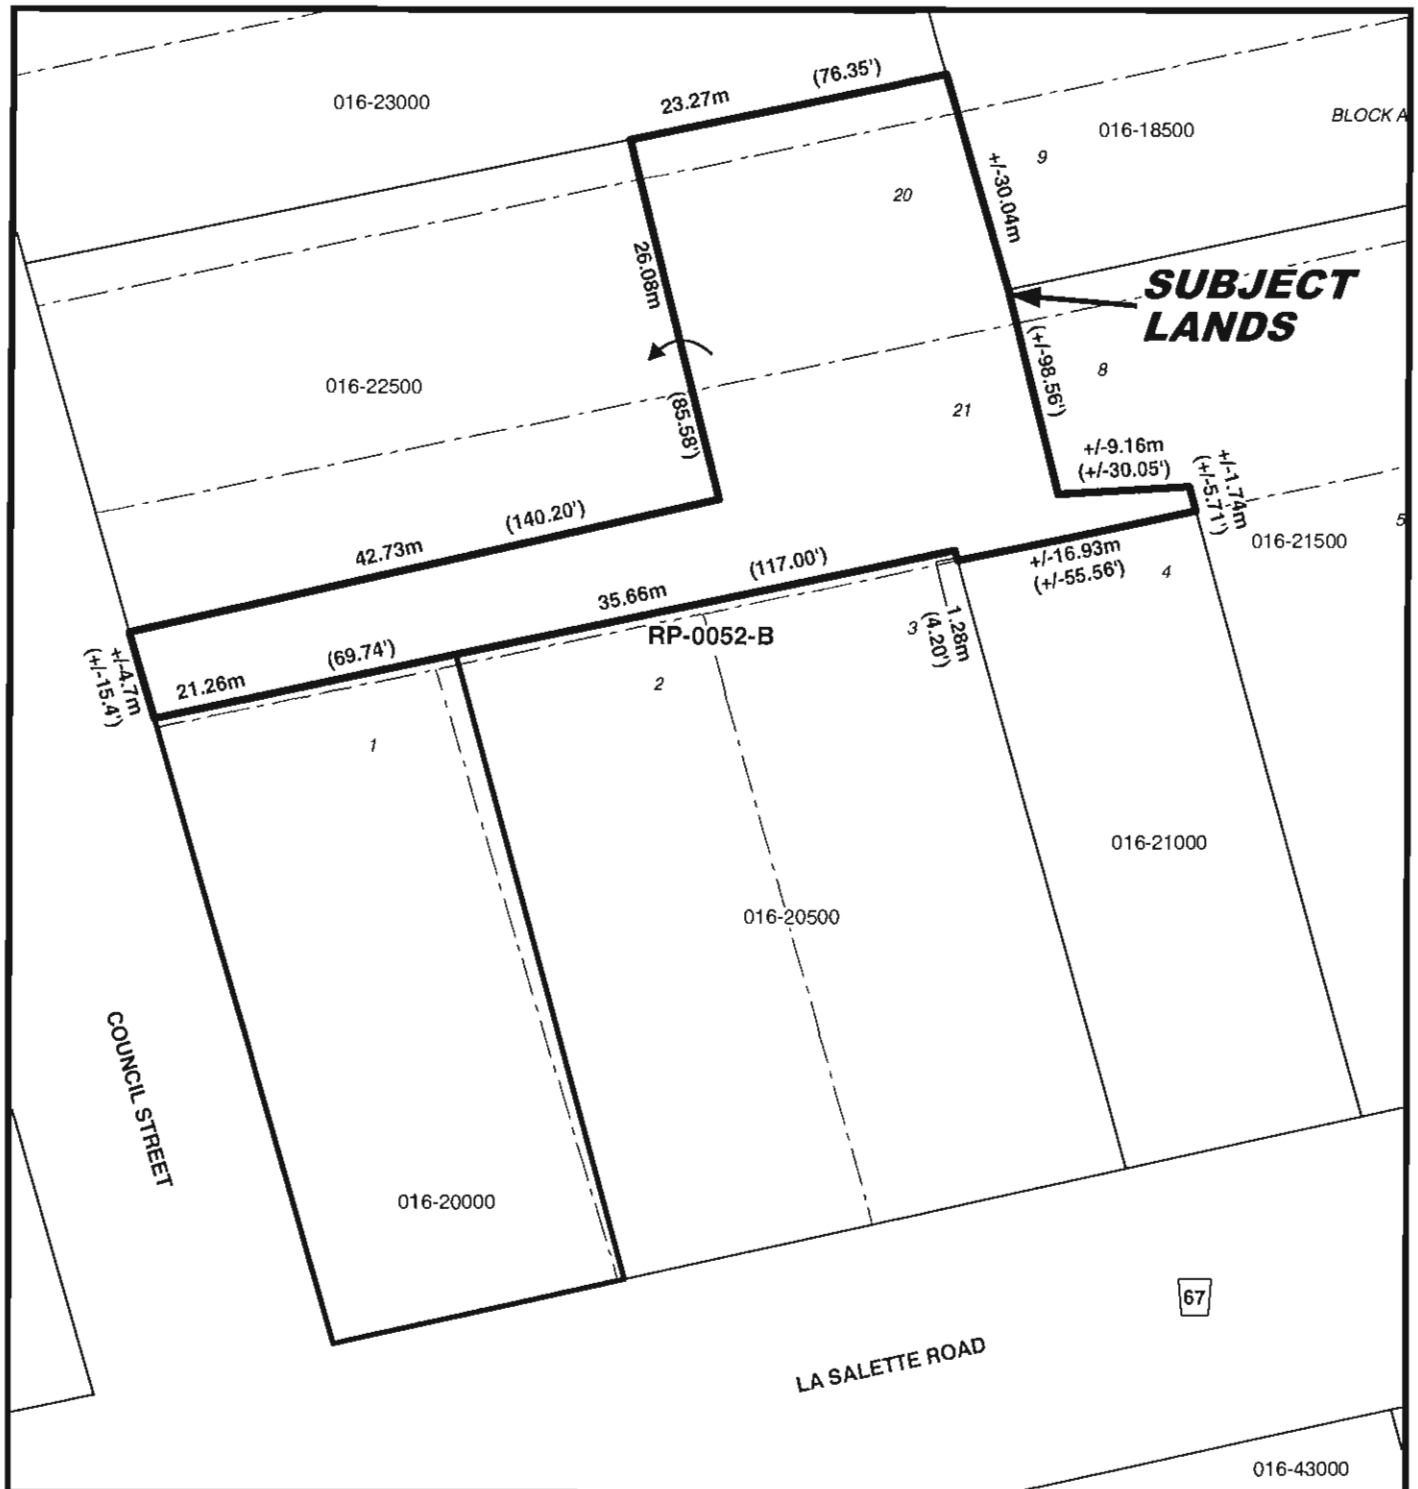 016-23000
23.27m
(76.35')
BLOCK A
016-18500
9
20
+/-30.04m
26.08m
SUBJECT
LANDS
016-22500
(+/-98.56')
8
(85.58')
21
+/-9.16m
(+/-30.05')
+/-1.74m
(+/-5.71')
5
016-21500
42.73m
(140.20')
+/-16.93m
(+/-55.56')
4
35.66m
(117.00')
1.28m
(4.20')
3
RP-0052-B
+/-4.7m
(+/-15.4')
21.26m
(69.74')
2
1
016-21000
016-20500
COUNCIL STREET
016-20000
67
LA SALETTE ROAD
016-43000